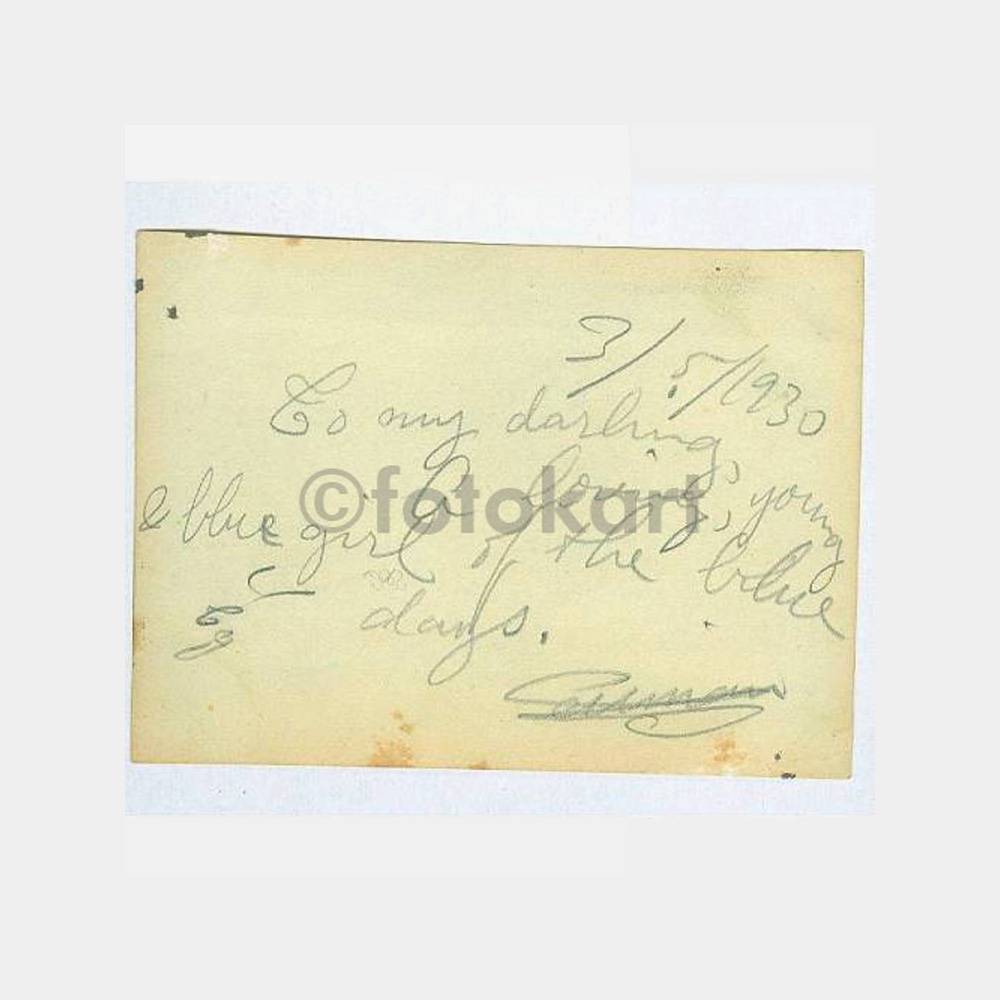 3/5/1930
To my darling,
A loving, young
& blue girl of the blue
days.
©fotokart